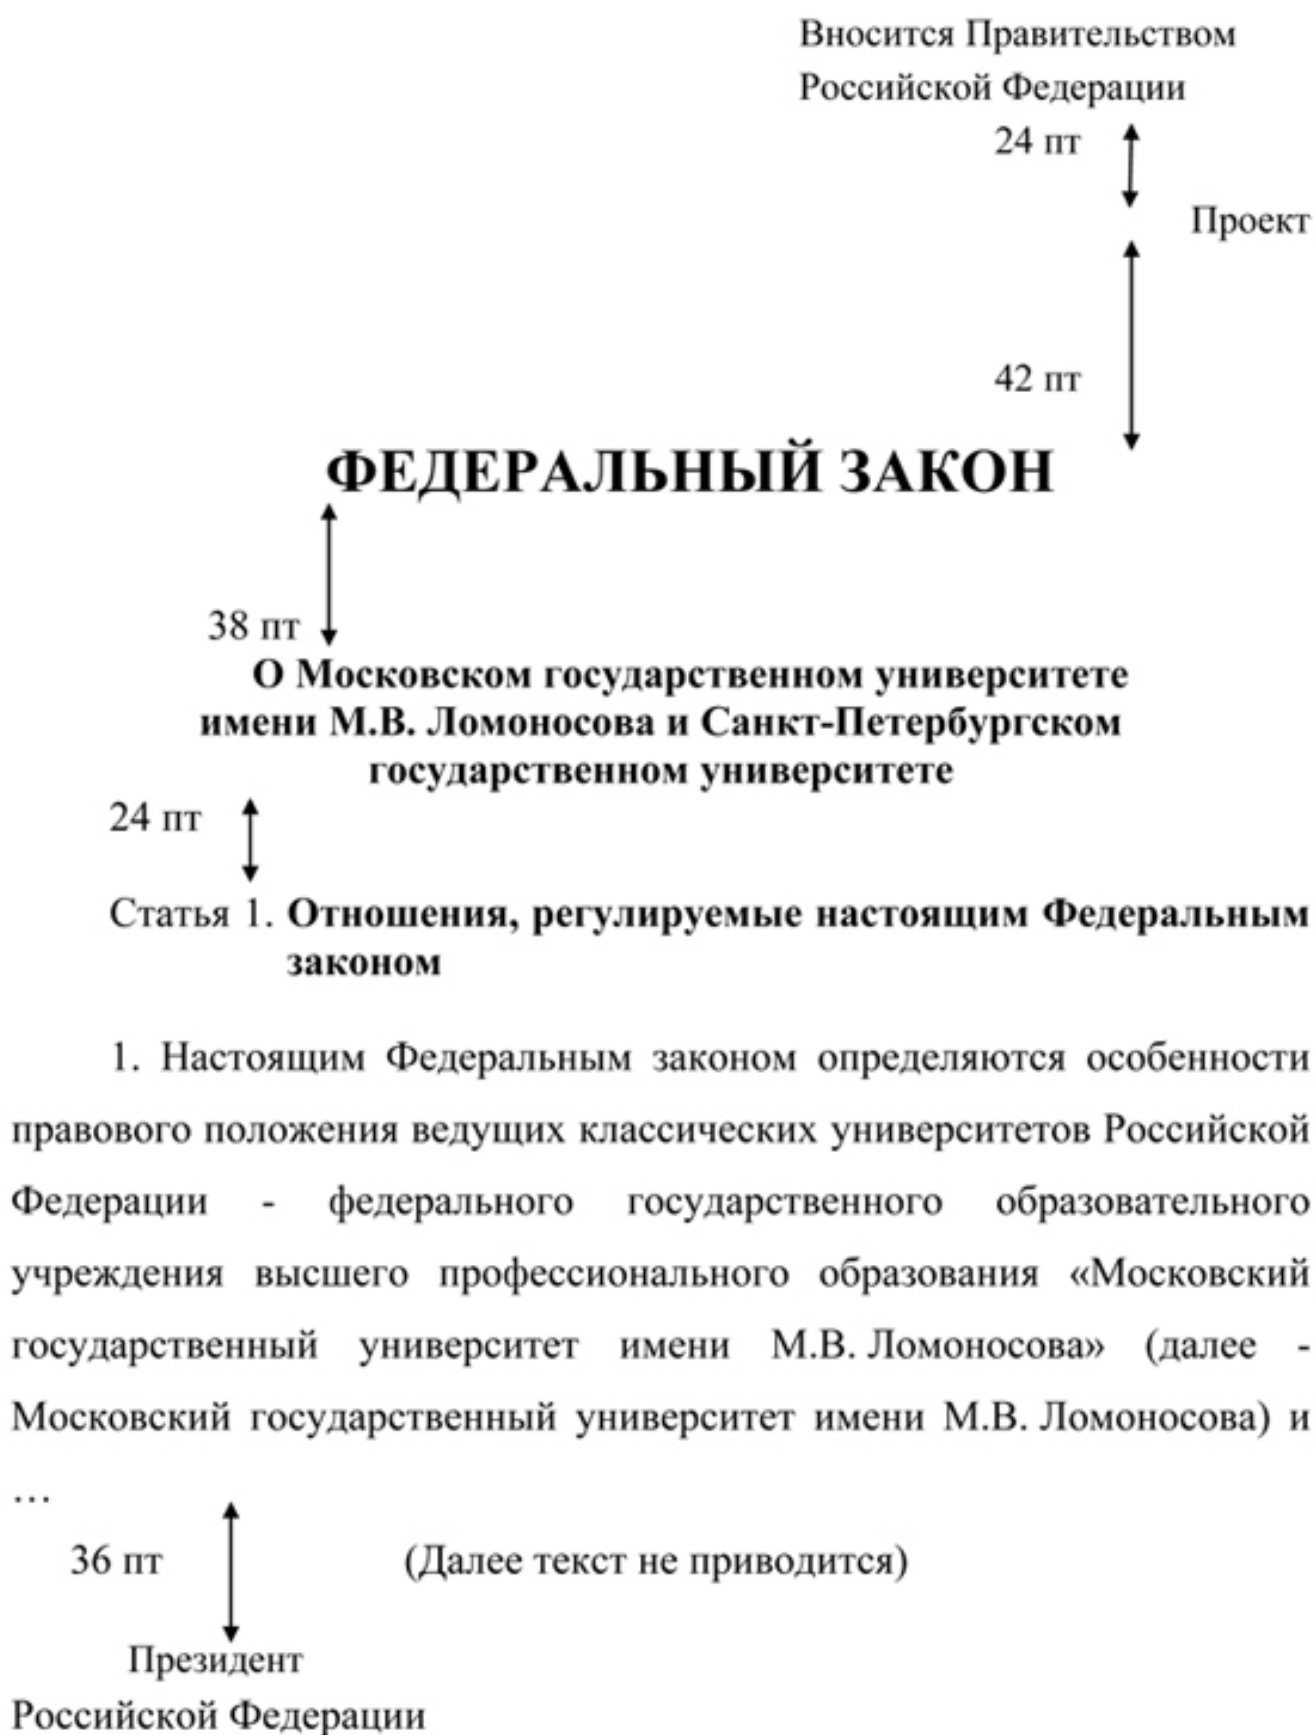 Вносится Правительством
Российской Федерации
24 пт
Проект
42 пт
ФЕДЕРАЛЬНЫЙ ЗАКОН
38 пт
О Московском государственном университете
имени М.В. Ломоносова и Санкт-Петербургском
государственном университете
24 пт
Статья 1. Отношения, регулируемые настоящим Федеральным
законом
1. Настоящим Федеральным законом определяются особенности
правового положения ведущих классических университетов Российской
Федерации - федерального государственного образовательного
учреждения высшего профессионального образования «Московский
государственный университет имени М.В. Ломоносова» (далее -
Московский государственный университет имени М.В. Ломоносова) и
…
36 пт (Далее текст не приводится)
Президент
Российской Федерации